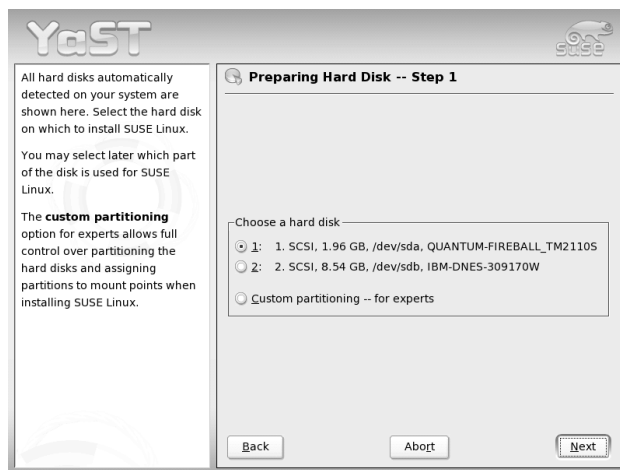 YaST
SUSE
All hard disks automatically
detected on your system are
shown here. Select the hard disk
on which to install SUSE Linux.
You may select later which part
of the disk is used for SUSE
Linux.
The custom partitioning
option for experts allows full
control over partitioning the
hard disks and assigning
partitions to mount points when
installing SUSE Linux.
Preparing Hard Disk -- Step 1
Choose a hard disk
1: 1. SCSI, 1.96 GB, /dev/sda, QUANTUM-FIREBALL_TM2110S
2: 2. SCSI, 8.54 GB, /dev/sdb, IBM-DNES-309170W
Custom partitioning -- for experts
Back
Abort
Next